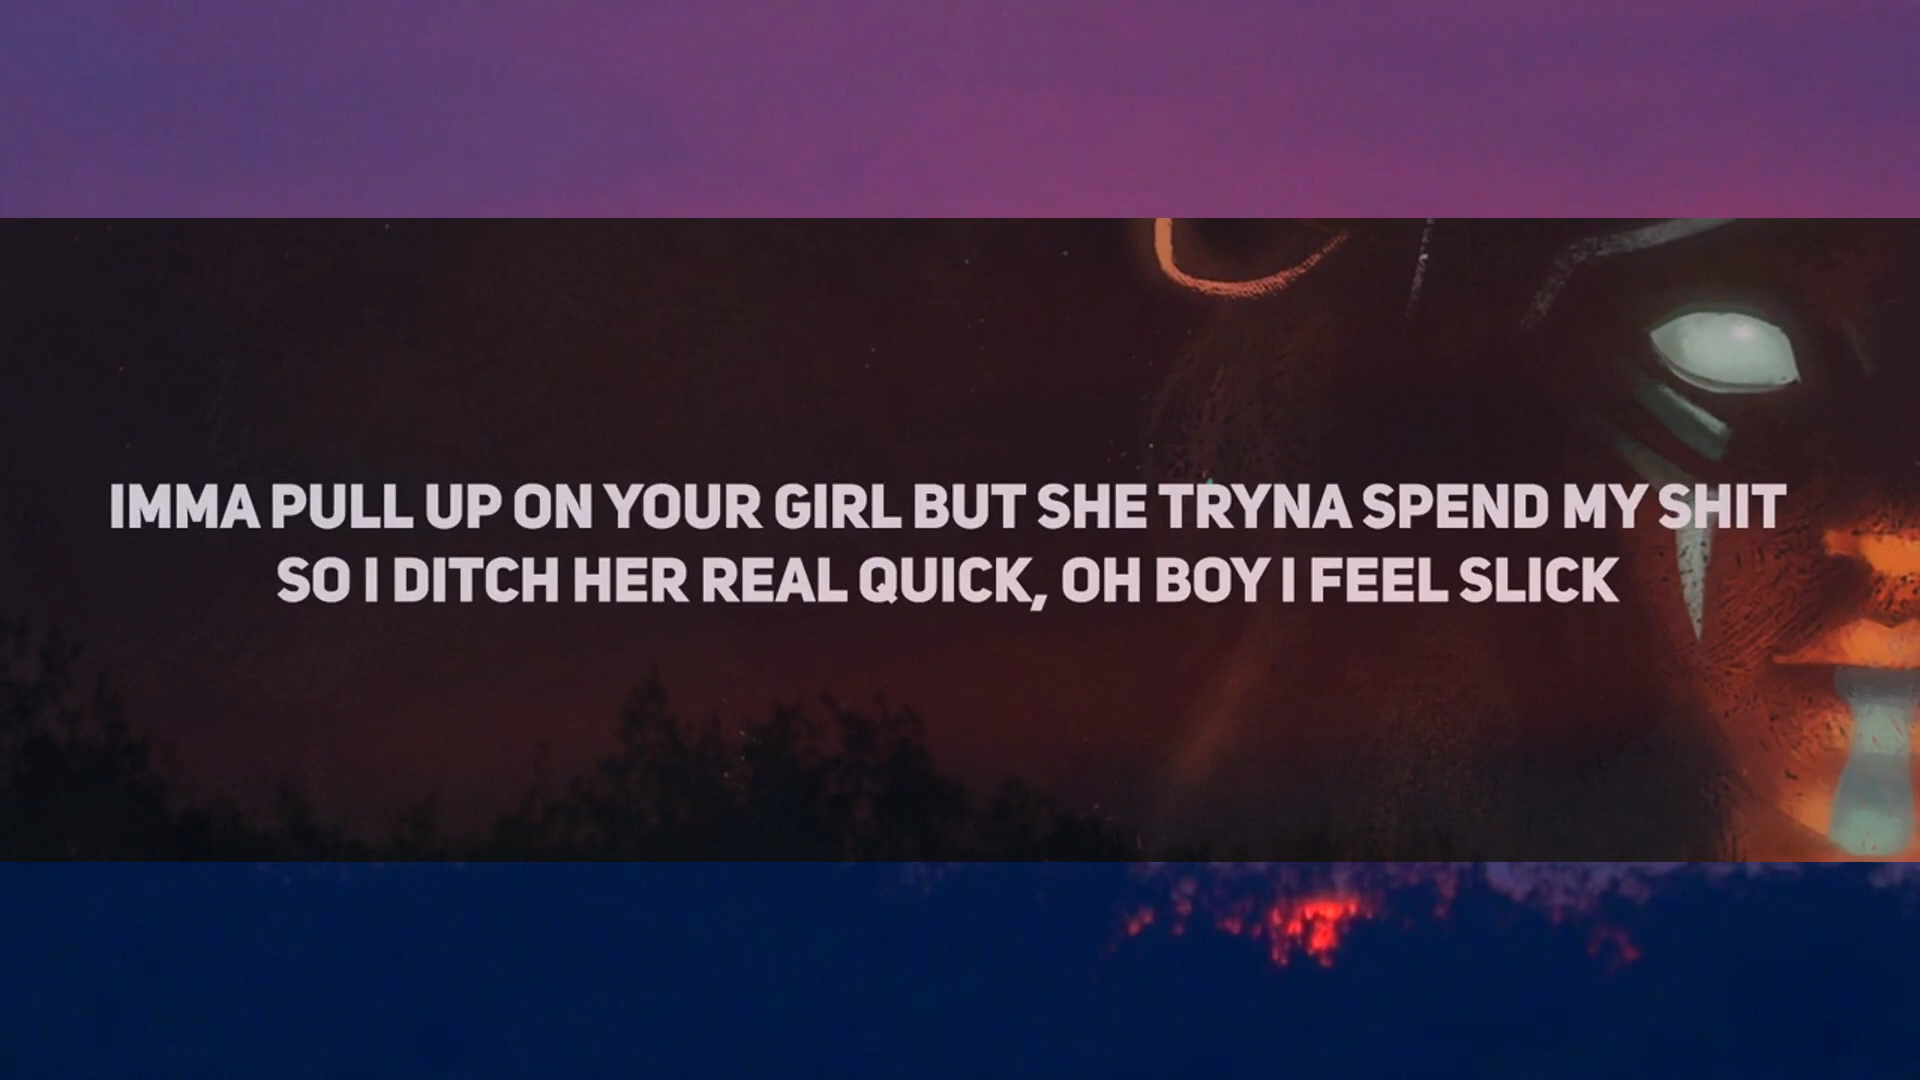 IMMA PULL UP ON YOUR GIRL BUT SHE TRYNA SPEND MY SHIT
SO I DITCH HER REAL QUICK, OH BOY I FEEL SLICK